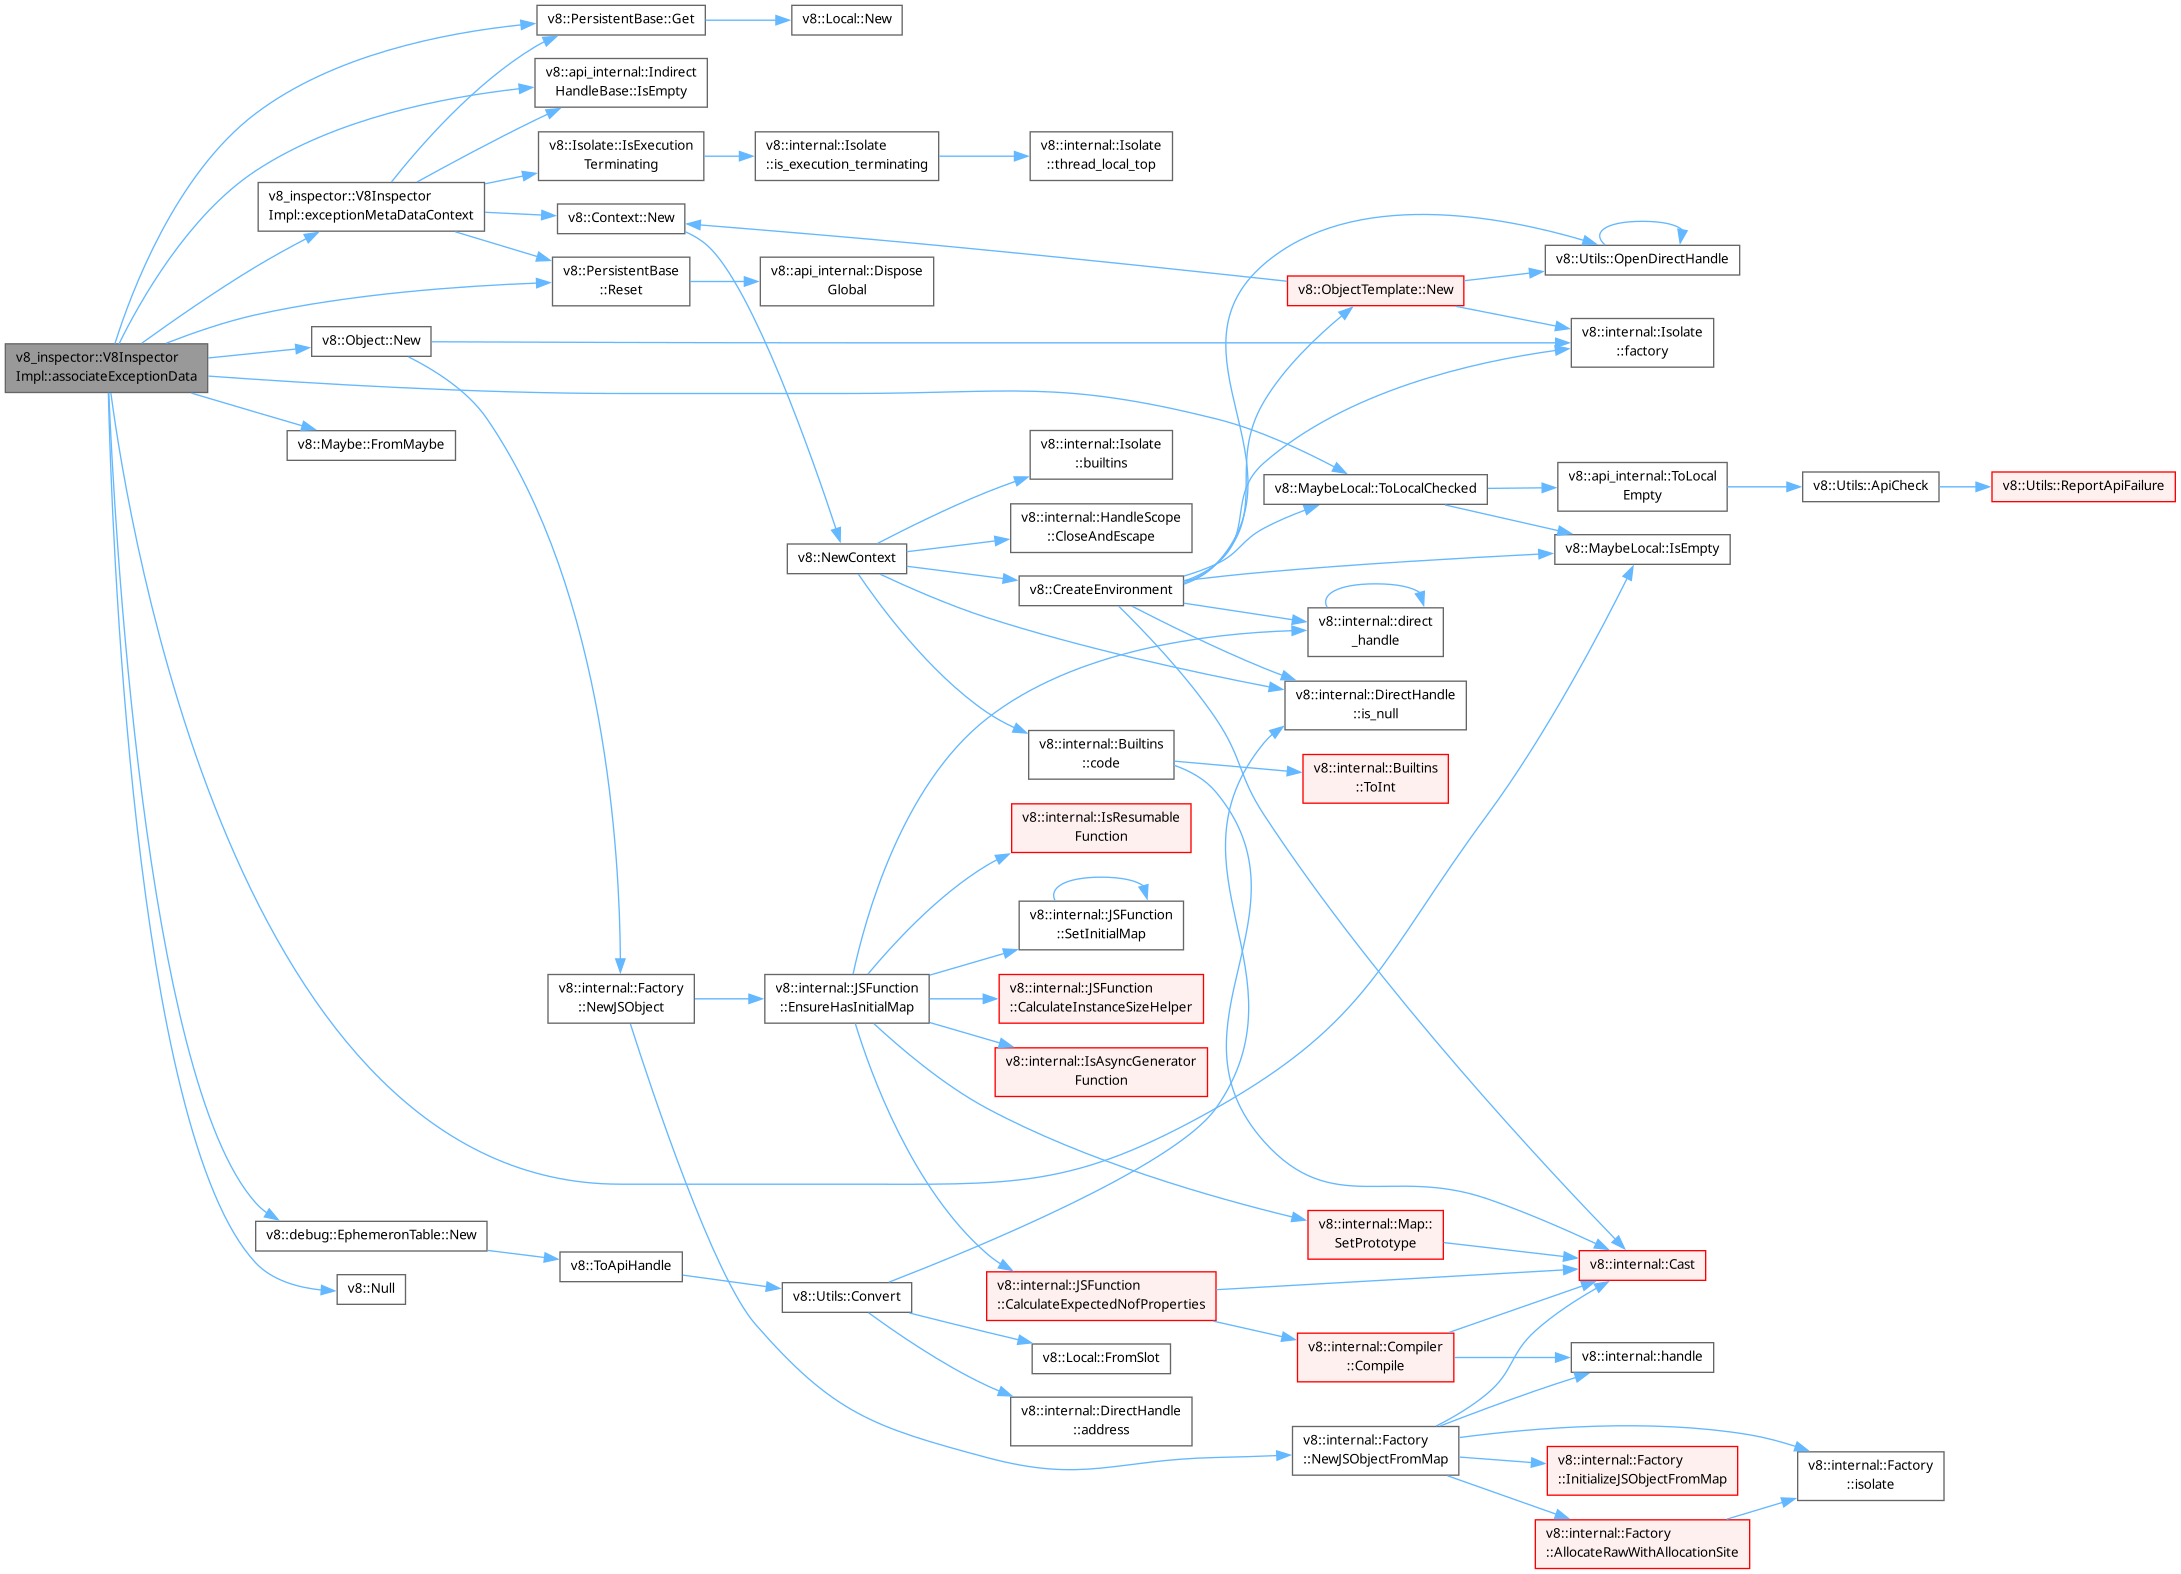 v8::PersistentBase::Get
v8::Local::New
v8::api_internal::Indirect
HandleBase::IsEmpty
v8::Isolate::IsExecution
Terminating
v8::internal::Isolate
::is_execution_terminating
v8::internal::Isolate
::thread_local_top
v8_inspector::V8Inspector
Impl::exceptionMetaDataContext
v8::Context::New
v8::Utils::OpenDirectHandle
v8::PersistentBase
::Reset
v8::api_internal::Dispose
Global
v8::ObjectTemplate::New
v8::Object::New
v8::internal::Isolate
::factory
v8_inspector::V8Inspector
Impl::associateExceptionData
v8::Maybe::FromMaybe
v8::internal::Isolate
::builtins
v8::MaybeLocal::ToLocalChecked
v8::api_internal::ToLocal
Empty
v8::Utils::ApiCheck
v8::Utils::ReportApiFailure
v8::internal::HandleScope
::CloseAndEscape
v8::NewContext
v8::MaybeLocal::IsEmpty
v8::CreateEnvironment
v8::internal::direct
_handle
v8::internal::DirectHandle
::is_null
v8::internal::Builtins
::code
v8::internal::Builtins
::ToInt
v8::internal::IsResumable
Function
v8::internal::JSFunction
::SetInitialMap
v8::internal::Factory
::NewJSObject
v8::internal::JSFunction
::EnsureHasInitialMap
v8::internal::JSFunction
::CalculateInstanceSizeHelper
v8::internal::IsAsyncGenerator
Function
v8::debug::EphemeronTable::New
v8::internal::Map::
SetPrototype
v8::ToApiHandle
v8::internal::Cast
v8::Null
v8::Utils::Convert
v8::internal::JSFunction
::CalculateExpectedNofProperties
v8::Local::FromSlot
v8::internal::Compiler
::Compile
v8::internal::handle
v8::internal::DirectHandle
::address
v8::internal::Factory
::NewJSObjectFromMap
v8::internal::Factory
::InitializeJSObjectFromMap
v8::internal::Factory
::isolate
v8::internal::Factory
::AllocateRawWithAllocationSite